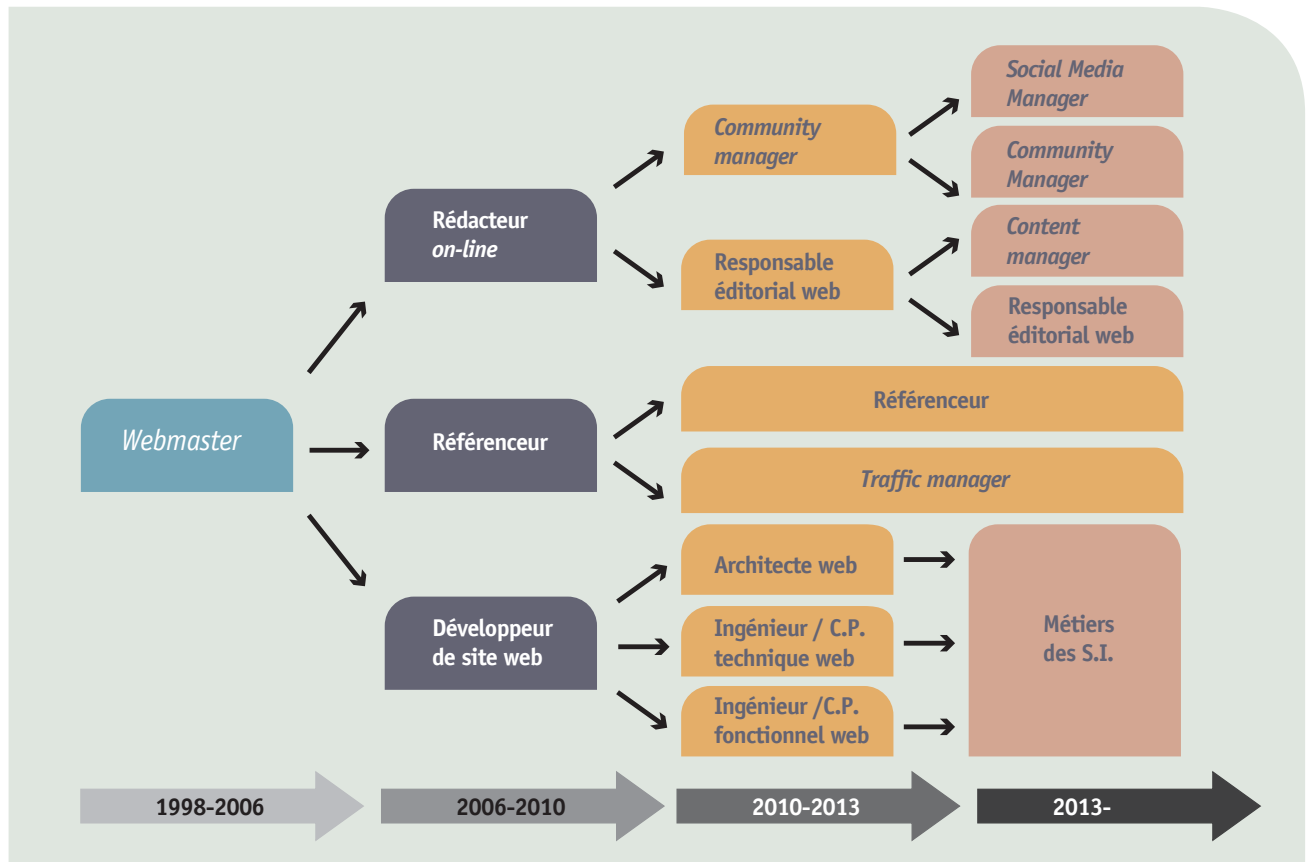 Social Media
Manager
Community
manager
Community
Manager
Rédacteur
on-line
Content
manager
Responsable
éditorial web
Responsable
éditorial web
Référenceur
Webmaster
Référenceur
Traffic manager
Architecte web
Développeur
de site web
Ingénieur / C.P.
technique web
Métiers
des S.I.
Ingénieur /C.P.
fonctionnel web
1998-2006
2006-2010
2010-2013
2013-